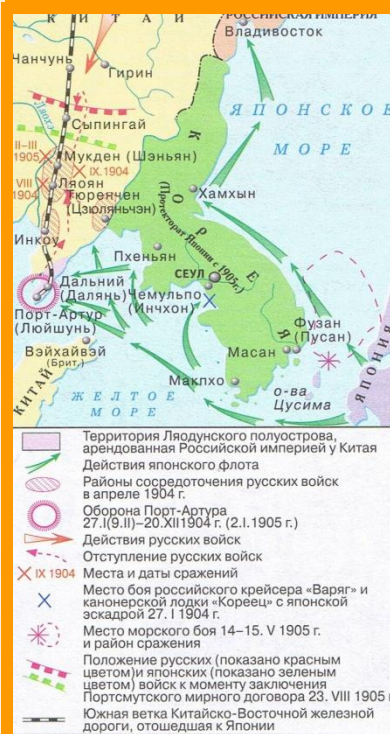 К И Т А Й
РОССИЙСКАЯ ИМПЕРИЯ
Владивосток
Чанчунь
Гирин
ЯПОНСКОЕ
МОРЕ
Ляохэ
Сыпингай
II–III
1905
Мукден (Шэньян)
IX.1904
VIII
1904
Ляоян
Тюренчен
(Цзюляньчэн)
КОРЕЯ
(Протекторат Японии с 1905г.)
Хамхын
Инкоу
Пхеньян
СЕУЛ
Дальний
(Далянь)
Чемульпо
(Инчхон)
Порт-Артур
(Люйшунь)
Фузан
(Пусан)
Вэйхайвэй
(Брит.)
Масан
Макпхо
КИТАЙ
ЖЕЛТОЕ
МОРЕ
о-ва
Цусима
ЯПОНИ
Территория Ляодунского полуострова,
арендованная Российской империей у Китая
Действия японского флота
Районы сосредоточения русских войск
в апреле 1904 г.
Оборона Порт-Артура
27.I(9.II)–20.XII1904 г. (2.I.1905 г.)
Действия русских войск
Отступление русских войск
IX 1904 Места и даты сражений
Место боя российского крейсера «Варяг» и
канонерской лодки «Кореец» с японской
эскадрой 27. I 1904 г.
Место морского боя 14–15. V 1905 г.
и район сражения
Положение русских (показано красным
цветом)и японских (показано зеленым
цветом) войск к моменту заключения
Портсмутского мирного договора 23. VIII 1905 г
Южная ветка Китайско-Восточной железной
дороги, отошедшая к Японии